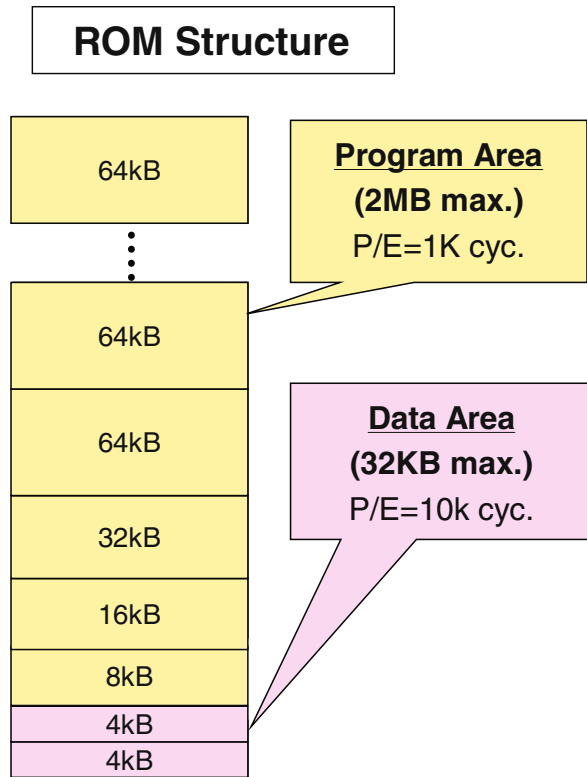 ROM Structure
64kB
64kB
64kB
32kB
16kB
8kB
4kB
4kB
Program Area
(2MB max.)
P/E=1K cyc.
Data Area
(32KB max.)
P/E=10k cyc.